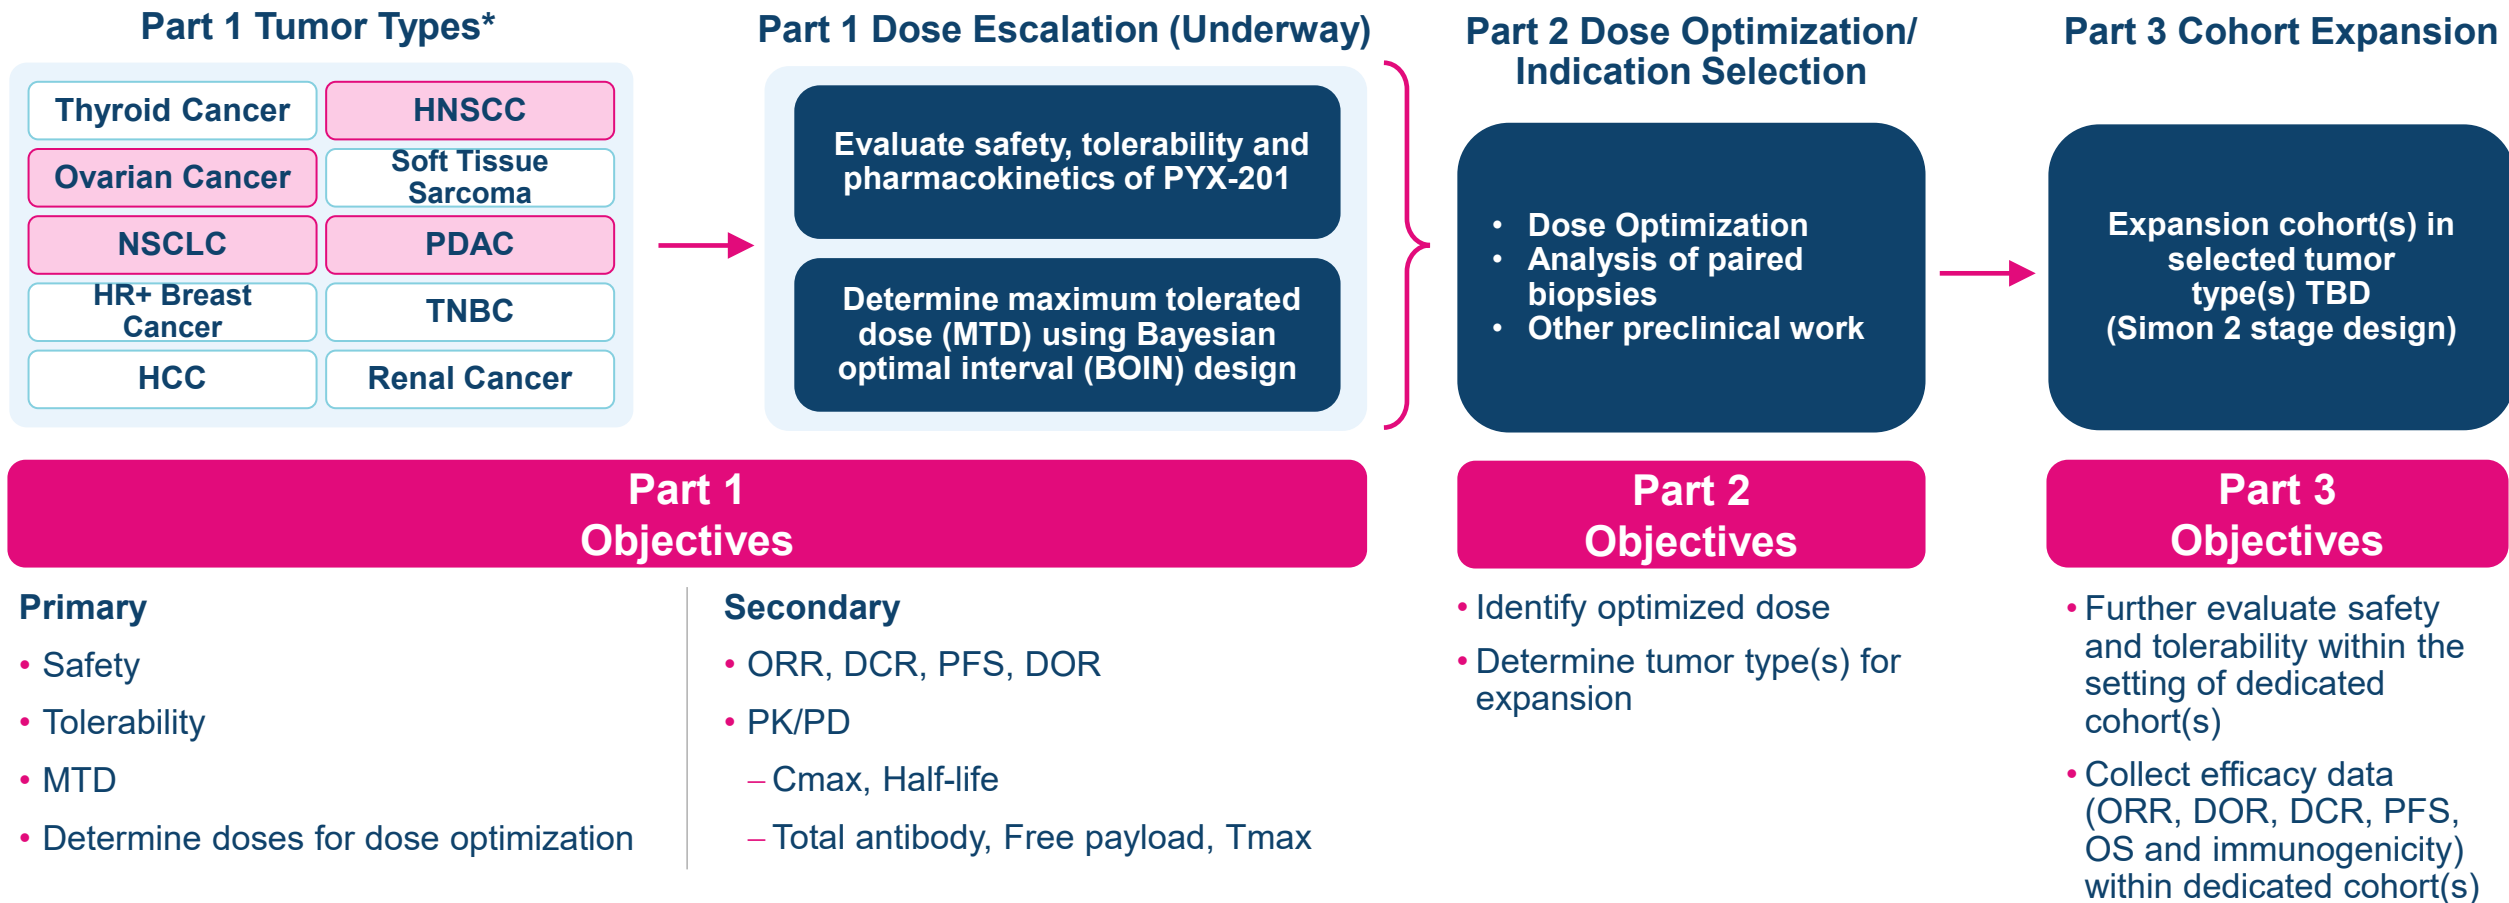 Part 1 Tumor Types*
Thyroid Cancer
HNSCC
Ovarian Cancer
Soft Tissue
Sarcoma
NSCLC
PDAC
HR+ Breast
Cancer
TNBC
HCC
Renal Cancer
Part 1 Dose Escalation (Underway)
Evaluate safety, tolerability and
pharmacokinetics of PYX-201
Determine maximum tolerated
dose (MTD) using Bayesian
optimal interval (BOIN) design
Part 2 Dose Optimization/
Indication Selection
• Dose Optimization
• Analysis of paired
biopsies
• Other preclinical work
Part 3 Cohort Expansion
Expansion cohort(s) in
selected tumor
type(s) TBD
(Simon 2 stage design)
Part 1
Objectives
Primary
• Safety
• Tolerability
• MTD
• Determine doses for dose optimization
Secondary
• ORR, DCR, PFS, DOR
• PK/PD
– Cmax, Half-life
– Total antibody, Free payload, Tmax
Part 2
Objectives
• Identify optimized dose
• Determine tumor type(s) for
expansion
Part 3
Objectives
• Further evaluate safety
and tolerability within the
setting of dedicated
cohort(s)
• Collect efficacy data
(ORR, DOR, DCR, PFS,
OS and immunogenicity)
within dedicated cohort(s)